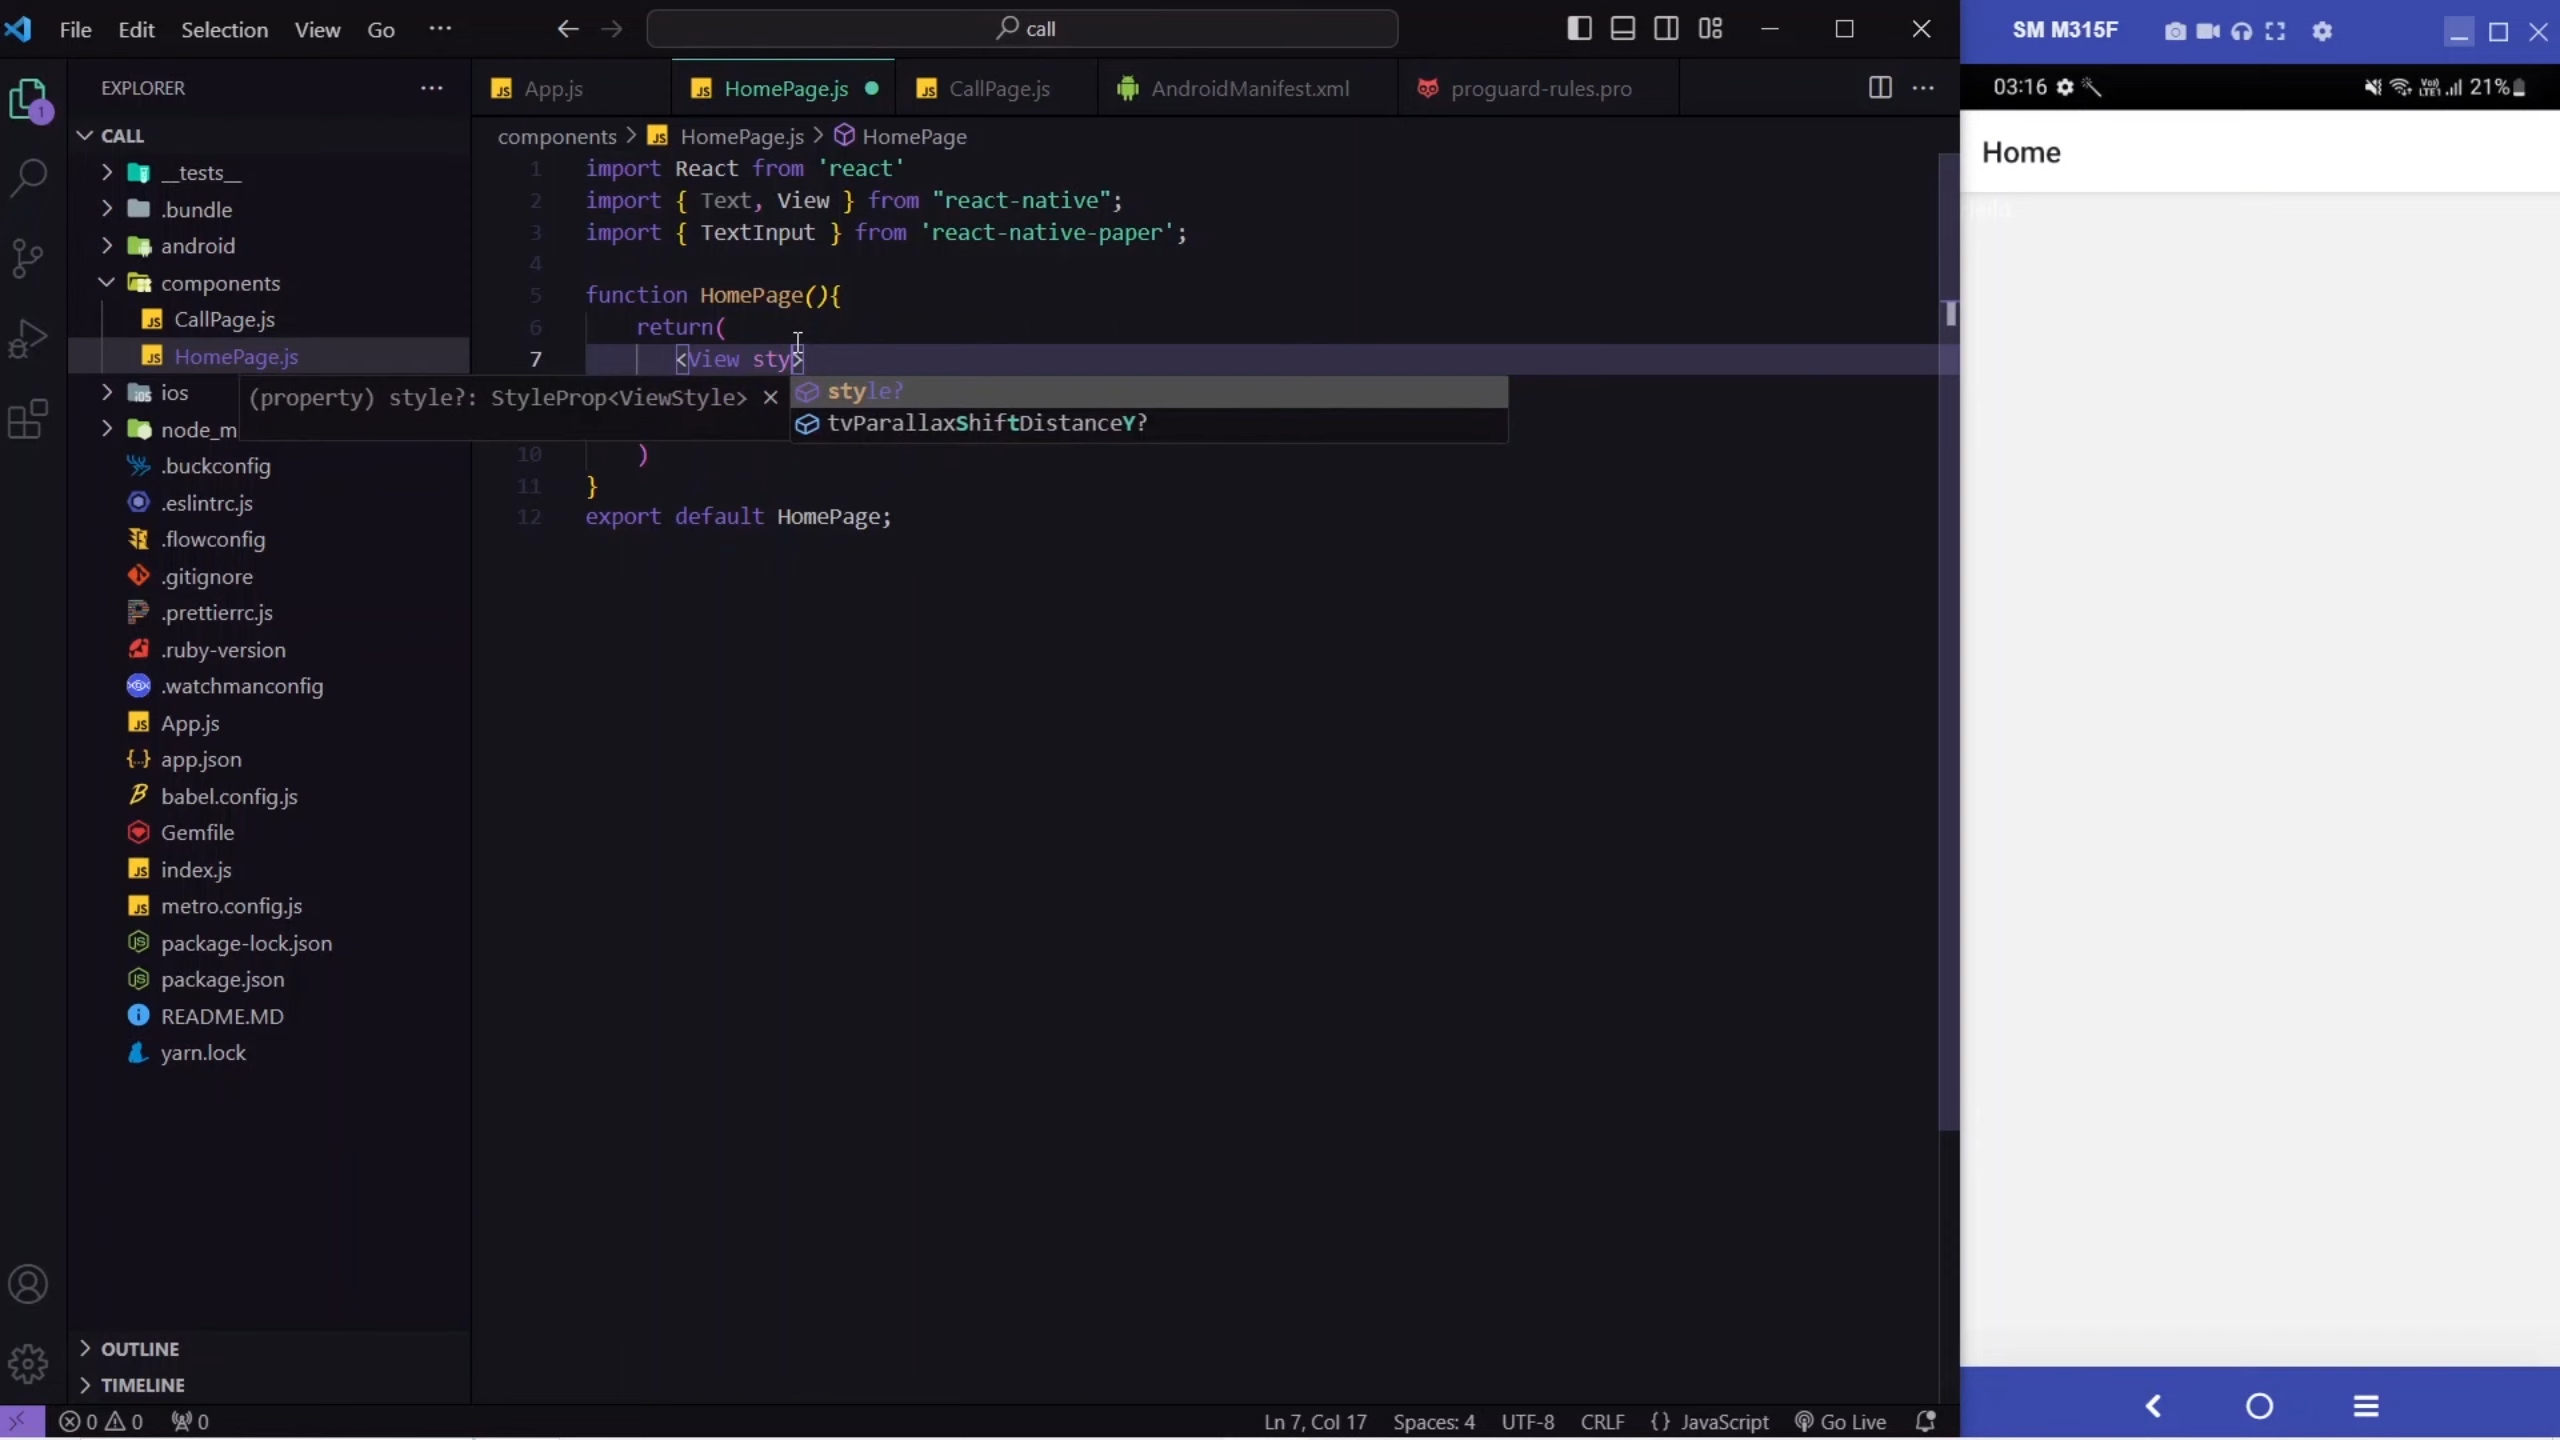 File Edit Selection View Go ···
call
EXPLORER ···
CALL
__tests__
.bundle
android
components
CallPage.js
HomePage.js
ios
node_m
.buckconfig
.eslintrc.js
.flowconfig
.gitignore
.prettierrc.js
.ruby-version
.watchmanconfig
App.js
app.json
babel.config.js
Gemfile
index.js
metro.config.js
package-lock.json
package.json
README.MD
yarn.lock
OUTLINE
TIMELINE
App.js HomePage.js CallPage.js AndroidManifest.xml proguard-rules.pro ···
components > HomePage.js > HomePage
1 import React from 'react'
2 import { Text, View } from "react-native";
3 import { TextInput } from 'react-native-paper';
4
5 function HomePage(){
6 return(
7 <View sty>
(property) style?: StyleProp<ViewStyle> ×
style?
tvParallaxShiftDistanceY?
10 )
11 }
12 export default HomePage;
0 0 0
Ln 7, Col 17 Spaces: 4 UTF-8 CRLF {} JavaScript Go Live
SM M315F
03:16 Vo) LTE1 21%
Home